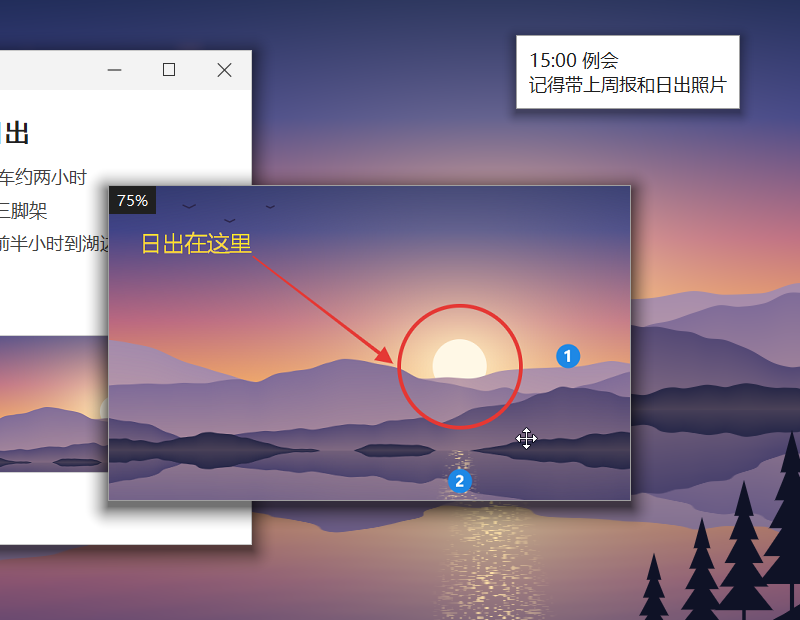 15:00 例会
记得带上周报和日出照片
出
车约两小时
三脚架
前半小时到湖边
75%
日出在这里
1
2